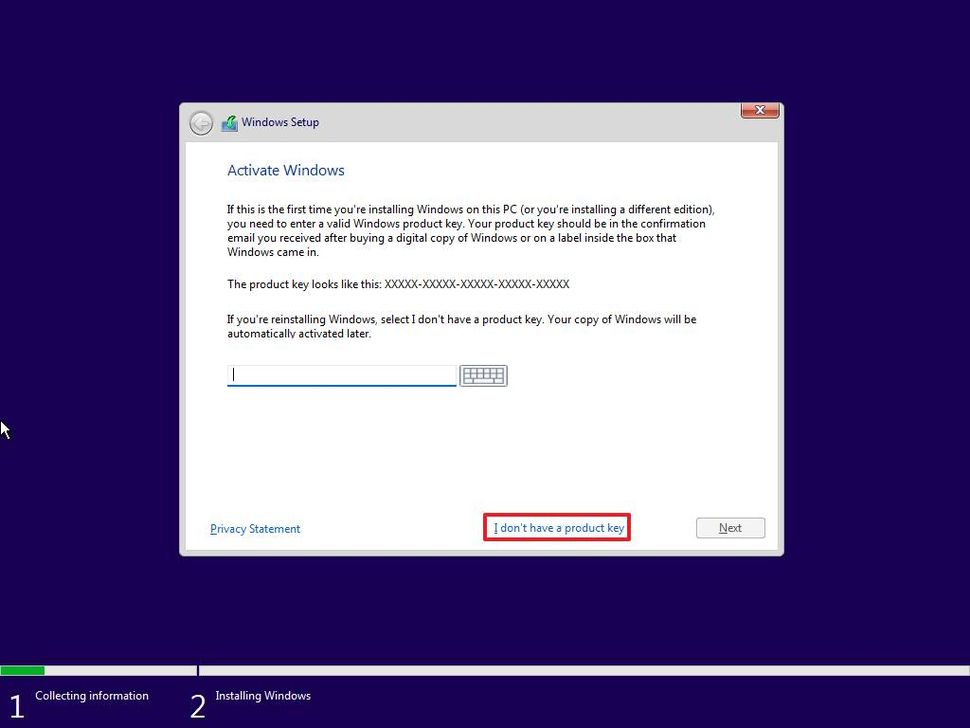 Windows Setup
Activate Windows
If this is the first time you're installing Windows on this PC (or you're installing a different edition),
you need to enter a valid Windows product key. Your product key should be in the confirmation
email you received after buying a digital copy of Windows or on a label inside the box that
Windows came in.
The product key looks like this: XXXXX-XXXXX-XXXXX-XXXXX-XXXXX
If you're reinstalling Windows, select I don't have a product key. Your copy of Windows will be
automatically activated later.
Privacy Statement
I don't have a product key
Next
1 Collecting information
2 Installing Windows